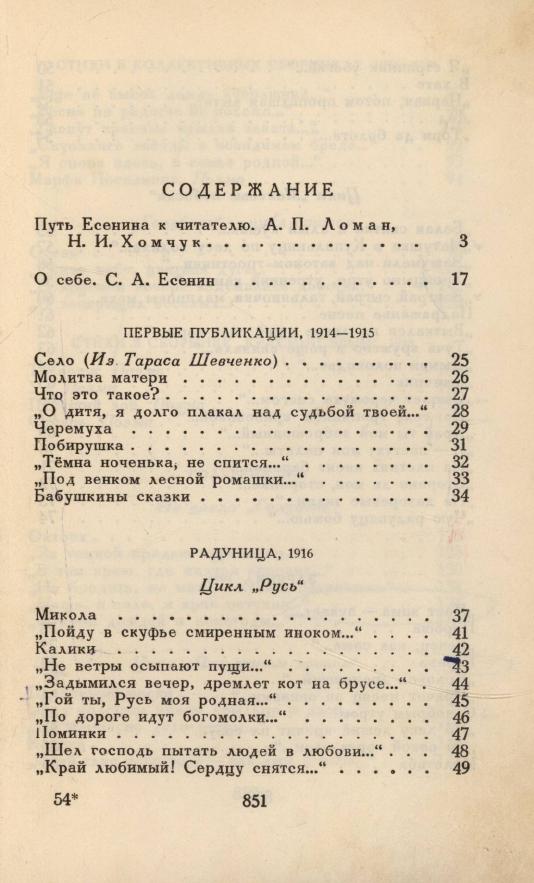 СОДЕРЖАНИЕ
Путь Есенина к читателю. А. П. Ломан,
Н. И. Хомчук . . . . . . . . . . . . . 3
О себе. С. А. Есенин . . . . . . . . . . . . 17
ПЕРВЫЕ ПУБЛИКАЦИИ, 1914—1915
Село (Из Тараса Шевченко) . . . . . . . . . 25
Молитва матери . . . . . . . . . . . . . . . 26
Что это такое? . . . . . . . . . . . . . . . 27
„О дитя, я долго плакал над судьбой твоей...“ 28
Черемуха . . . . . . . . . . . . . . . . . 29
Побирушка . . . . . . . . . . . . . . . . . 31
„Тёмна ноченька, не спится...“ . . . . . . . 32
„Под венком лесной ромашки...“ . . . . . . . 33
Бабушкины сказки . . . . . . . . . . . . . 34
РАДУНИЦА, 1916
Цикл „Русь“
Микола . . . . . . . . . . . . . . . . . . 37
„Пойду в скуфье смиренным иноком...“ . . . . 41
Калики . . . . . . . . . . . . . . . . . . 42
„Не ветры осыпают пущи...“ . . . . . . . . . 43
„Задымился вечер, дремлет кот на брусе...“ . 44
„Гой ты, Русь моя родная...“ . . . . . . . . . 45
„По дороге идут богомолки...“ . . . . . . . . 46
Поминки . . . . . . . . . . . . . . . . . . 47
„Шел господь пытать людей в любови...“ . . . 48
„Край любимый! Сердцу снятся...“ . . . . . . 49
54* 851